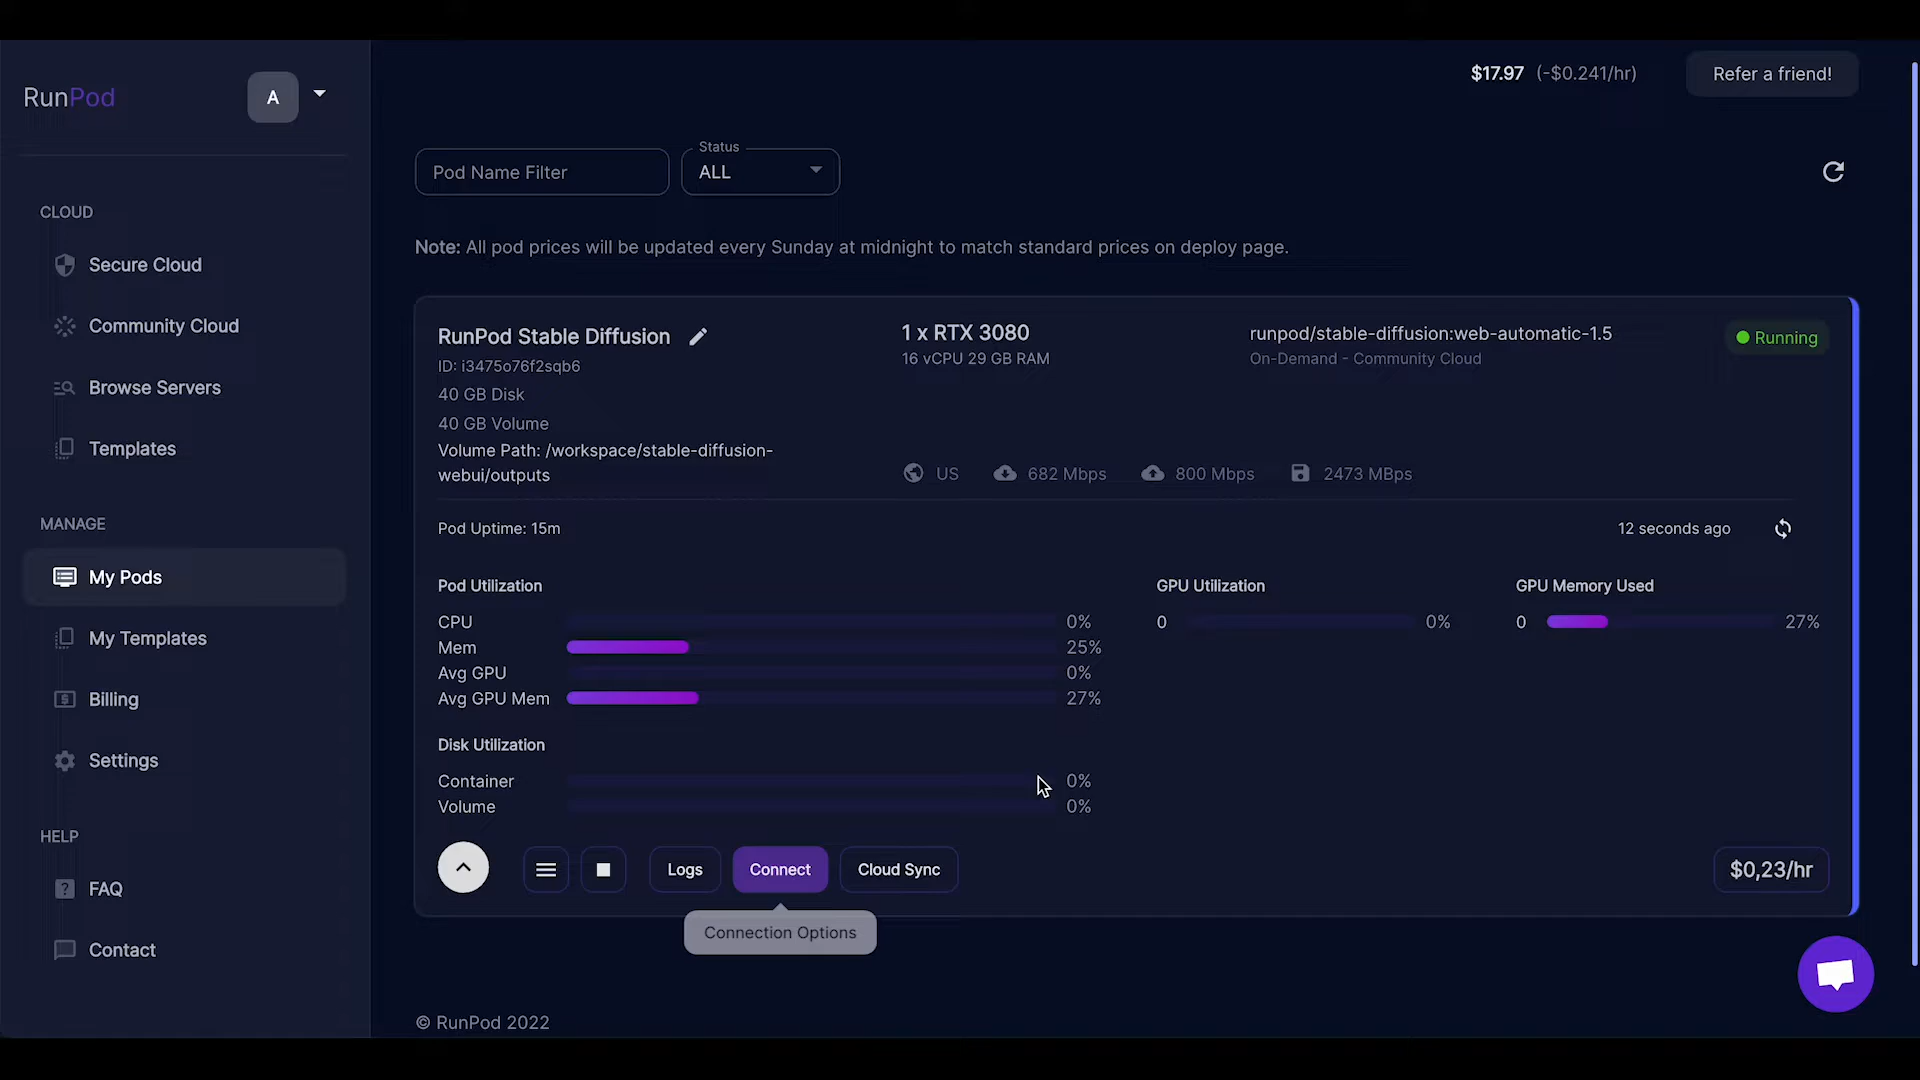 RunPod
A
$17.97 (-$0.241/hr)
Refer a friend!
CLOUD
Secure Cloud
Community Cloud
Browse Servers
Templates
MANAGE
My Pods
My Templates
Billing
Settings
HELP
FAQ
Contact
Pod Name Filter
Status
ALL
Note: All pod prices will be updated every Sunday at midnight to match standard prices on deploy page.
RunPod Stable Diffusion
ID: i3475o76f2sqb6
40 GB Disk
40 GB Volume
Volume Path: /workspace/stable-diffusion-
webui/outputs
1 x RTX 3080
16 vCPU 29 GB RAM
runpod/stable-diffusion:web-automatic-1.5
On-Demand - Community Cloud
Running
US 682 Mbps 800 Mbps 2473 MBps
Pod Uptime: 15m
12 seconds ago
Pod Utilization
CPU 0%
Mem 25%
Avg GPU 0%
Avg GPU Mem 27%
GPU Utilization
0 0%
GPU Memory Used
0 27%
Disk Utilization
Container 0%
Volume 0%
Logs
Connect
Cloud Sync
$0,23/hr
Connection Options
© RunPod 2022